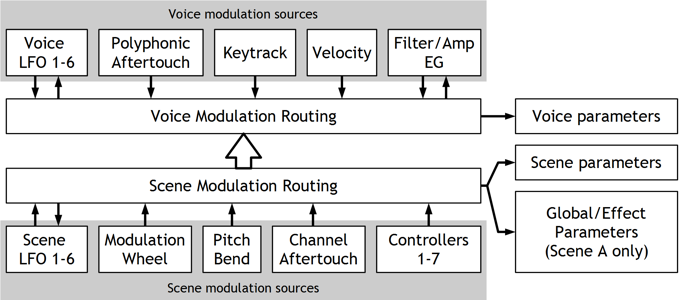 Voice modulation sources
Voice
LFO 1-6
Polyphonic
Aftertouch
Keytrack
Velocity
Filter/Amp
EG
Voice Modulation Routing
Voice parameters
Scene parameters
Scene Modulation Routing
Global/Effect
Parameters
(Scene A only)
Scene
LFO 1-6
Modulation
Wheel
Pitch
Bend
Channel
Aftertouch
Controllers
1-7
Scene modulation sources